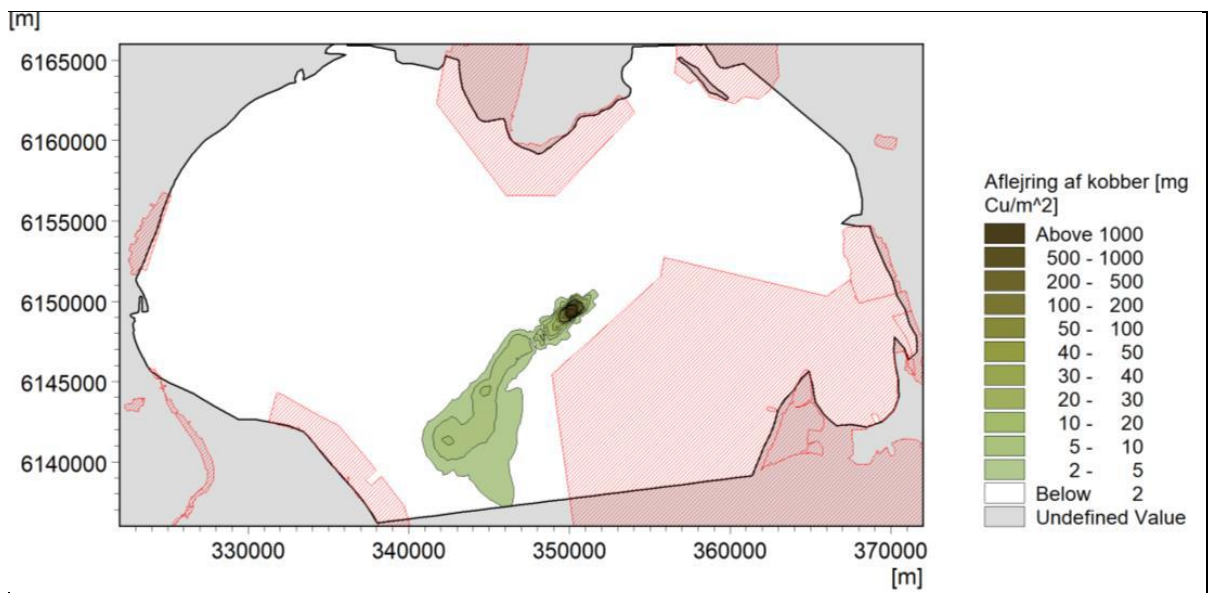 [m]
6165000
6160000
6155000
6150000
6145000
6140000
330000 340000 350000 360000 370000
[m]
Aflejring af kobber [mg
Cu/m^2]
Above 1000
500 - 1000
200 - 500
100 - 200
50 - 100
40 - 50
30 - 40
20 - 30
10 - 20
5 - 10
2 - 5
Below 2
Undefined Value